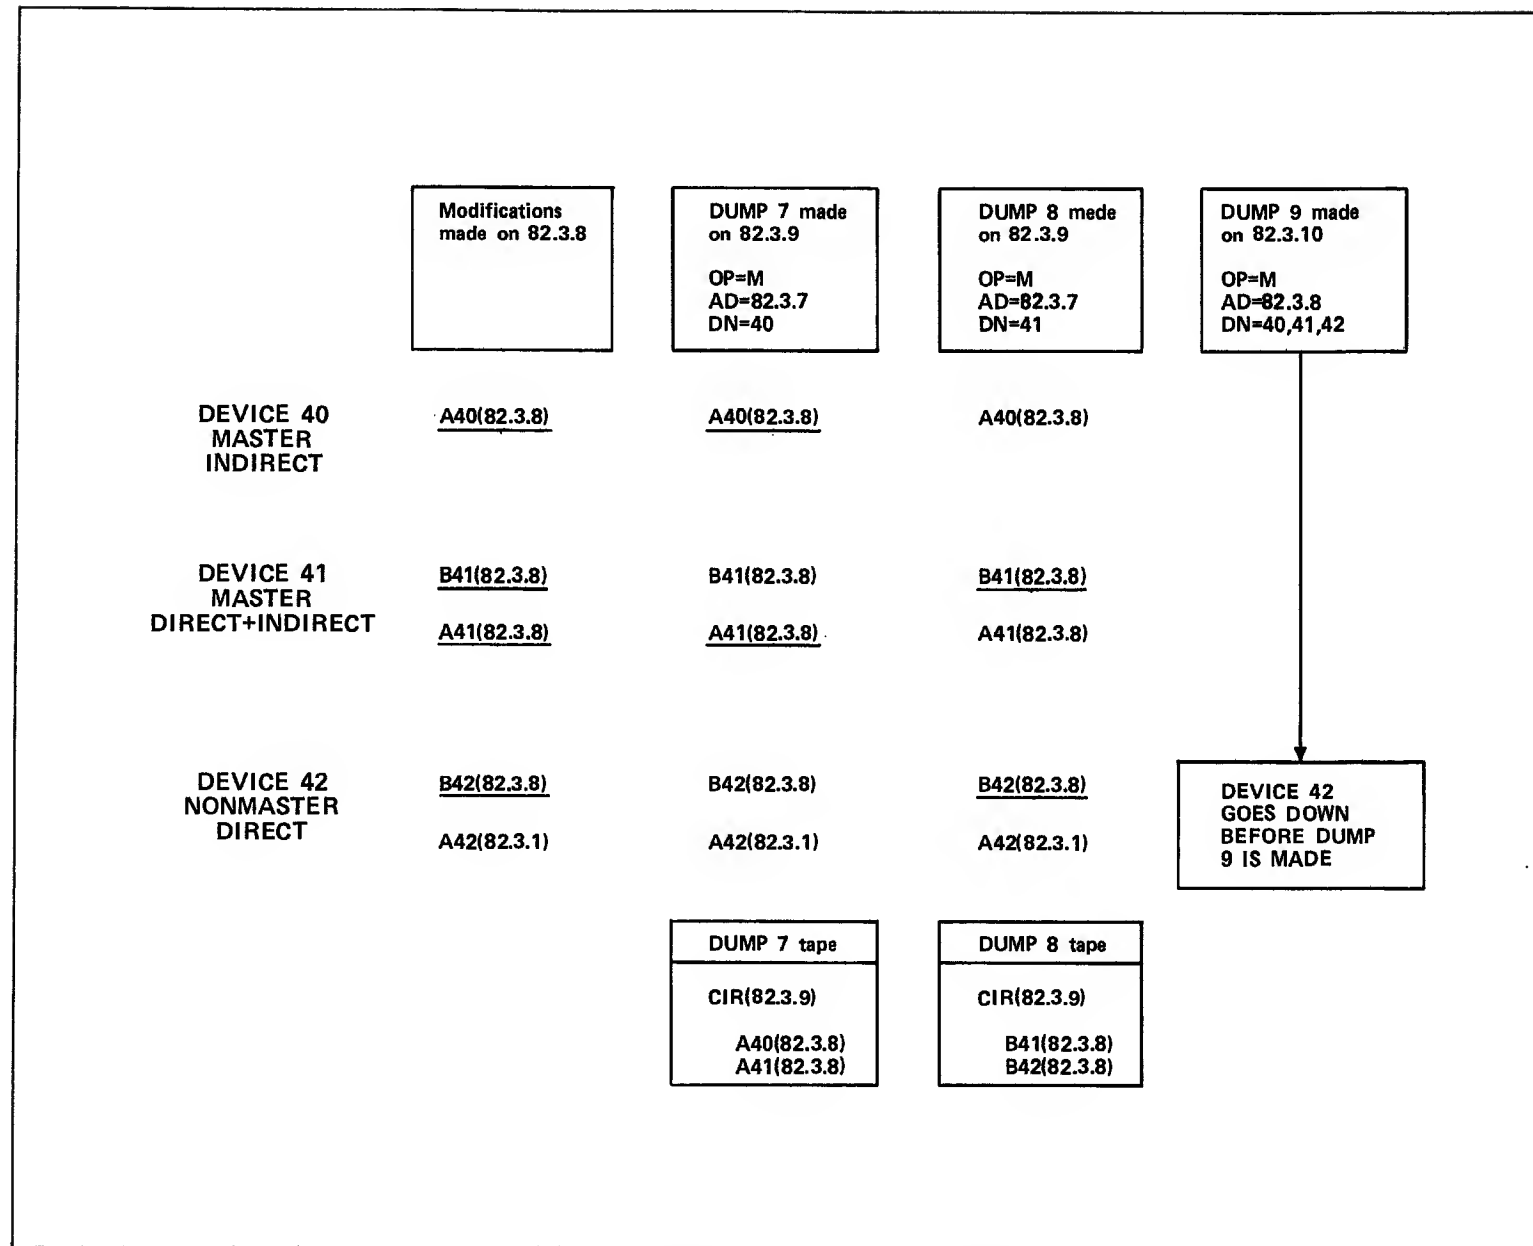 Modifications
made on 82.3.8
DUMP 7 made
on 82.3.9
OP=M
AD=82.3.7
DN=40
DUMP 8 mede
on 82.3.9
OP=M
AD=82.3.7
DN=41
DUMP 9 made
on 82.3.10
OP=M
AD=82.3.8
DN=40,41,42
DEVICE 40
MASTER
INDIRECT
A40(82.3.8)
A40(82.3.8)
A40(82.3.8)
DEVICE 41
MASTER
DIRECT+INDIRECT
B41(82.3.8)
B41(82.3.8)
B41(82.3.8)
A41(82.3.8)
A41(82.3.8)
A41(82.3.8)
DEVICE 42
NONMASTER
DIRECT
B42(82.3.8)
B42(82.3.8)
B42(82.3.8)
A42(82.3.1)
A42(82.3.1)
A42(82.3.1)
DEVICE 42
GOES DOWN
BEFORE DUMP
9 IS MADE
DUMP 7 tape
CIR(82.3.9)
A40(82.3.8)
A41(82.3.8)
DUMP 8 tape
CIR(82.3.9)
B41(82.3.8)
B42(82.3.8)